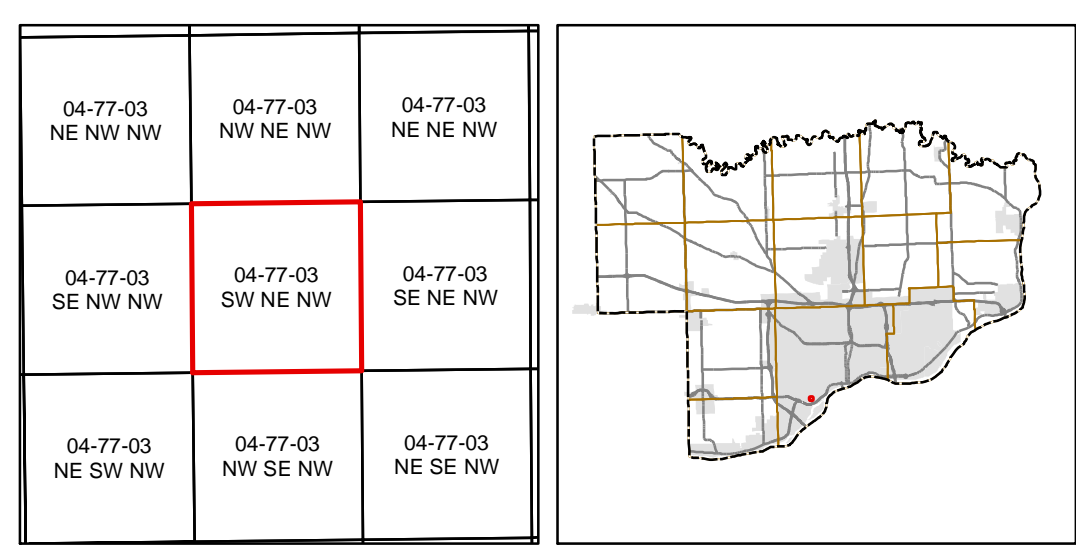 04-77-03
NE NW NW
04-77-03
NW NE NW
04-77-03
NE NE NW
04-77-03
SE NW NW
04-77-03
SW NE NW
04-77-03
SE NE NW
04-77-03
NE SW NW
04-77-03
NW SE NW
04-77-03
NE SE NW